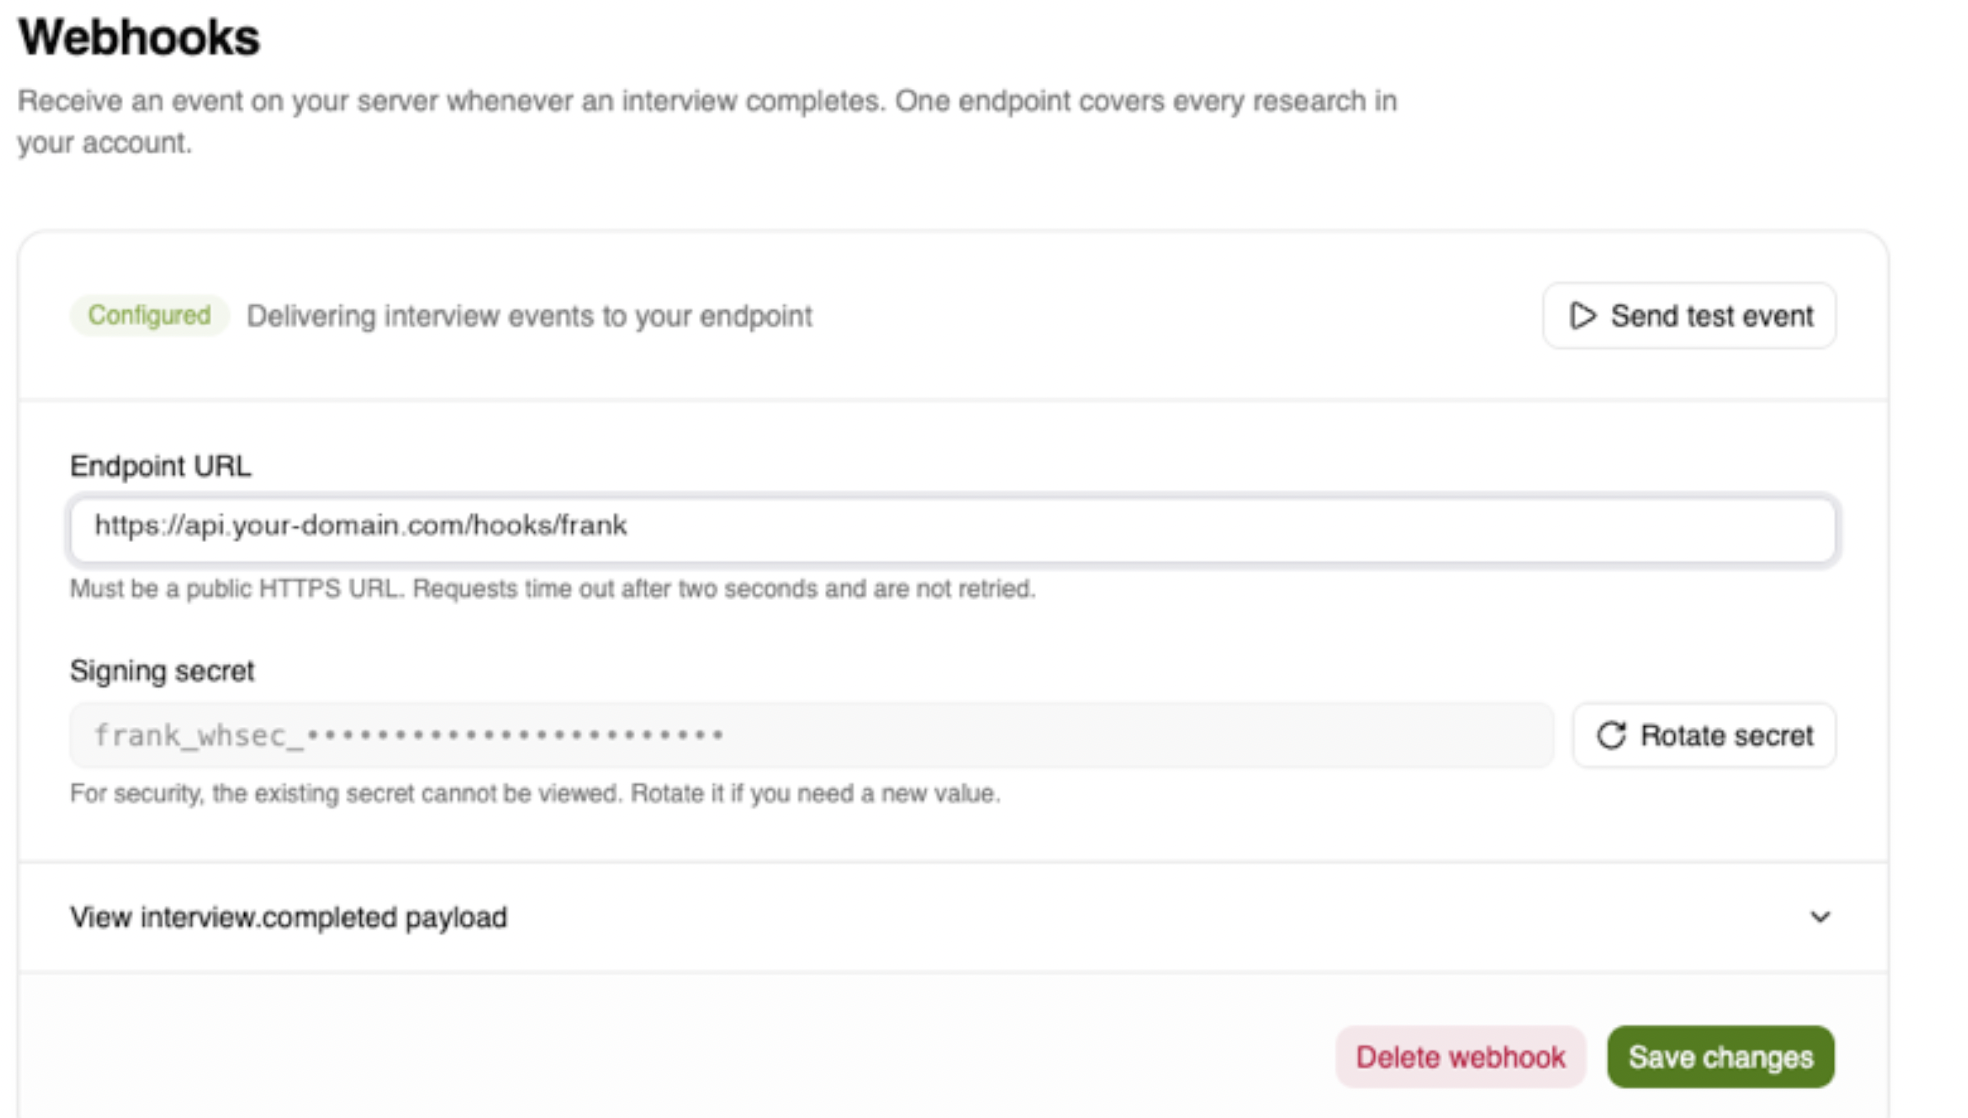 Webhooks
Receive an event on your server whenever an interview completes. One endpoint covers every research in
your account.
Configured Delivering interview events to your endpoint Send test event
Endpoint URL
https://api.your-domain.com/hooks/frank
Must be a public HTTPS URL. Requests time out after two seconds and are not retried.
Signing secret
frank_whsec_•••••••••••••••••••••••• Rotate secret
For security, the existing secret cannot be viewed. Rotate it if you need a new value.
View interview.completed payload
Delete webhook Save changes